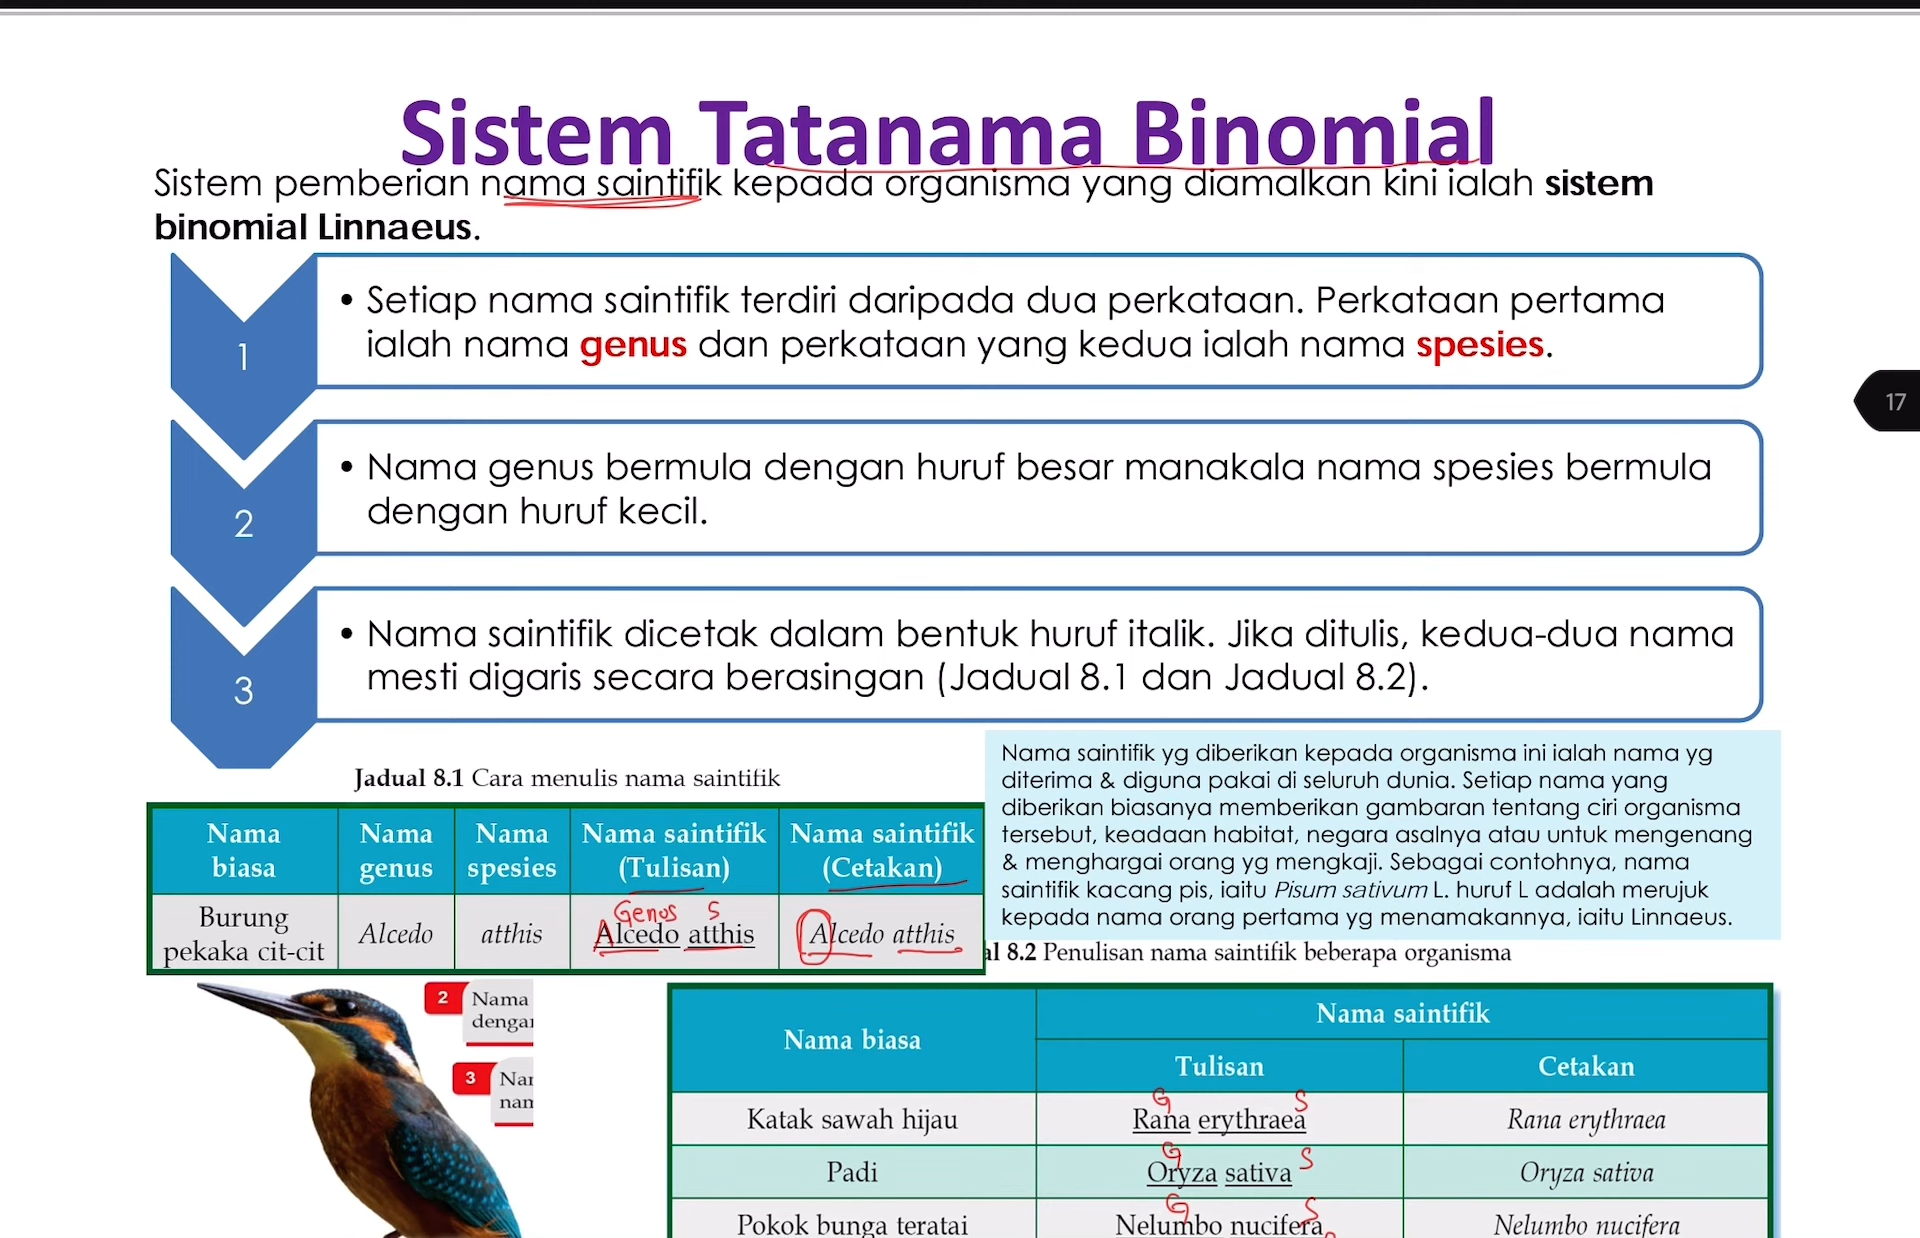 Sistem Tatanama Binomial
Sistem pemberian nama saintifik kepada organisma yang diamalkan kini ialah sistem
binomial Linnaeus.
1
• Setiap nama saintifik terdiri daripada dua perkataan. Perkataan pertama
ialah nama genus dan perkataan yang kedua ialah nama spesies.
17
2
• Nama genus bermula dengan huruf besar manakala nama spesies bermula
dengan huruf kecil.
3
• Nama saintifik dicetak dalam bentuk huruf italik. Jika ditulis, kedua-dua nama
mesti digaris secara berasingan (Jadual 8.1 dan Jadual 8.2).
Jadual 8.1 Cara menulis nama saintifik
Nama biasa
Nama genus
Nama spesies
Nama saintifik (Tulisan)
Nama saintifik (Cetakan)
Burung pekaka cit-cit
Alcedo
atthis
Genus S
Alcedo atthis
Alcedo atthis
Nama saintifik yg diberikan kepada organisma ini ialah nama yg
diterima & diguna pakai di seluruh dunia. Setiap nama yang
diberikan biasanya memberikan gambaran tentang ciri organisma
tersebut, keadaan habitat, negara asalnya atau untuk mengenang
& menghargai orang yg mengkaji. Sebagai contohnya, nama
saintifik kacang pis, iaitu Pisum sativum L. huruf L adalah merujuk
kepada nama orang pertama yg menamakannya, iaitu Linnaeus.
al 8.2 Penulisan nama saintifik beberapa organisma
2 Nama
3
Nama biasa
Nama saintifik
Tulisan
Cetakan
G S
Katak sawah hijau
Rana erythraea
Rana erythraea
G S
Padi
Oryza sativa
Oryza sativa
G S
Pokok bunga teratai
Nelumbo nucifera
Nelumbo nucifera